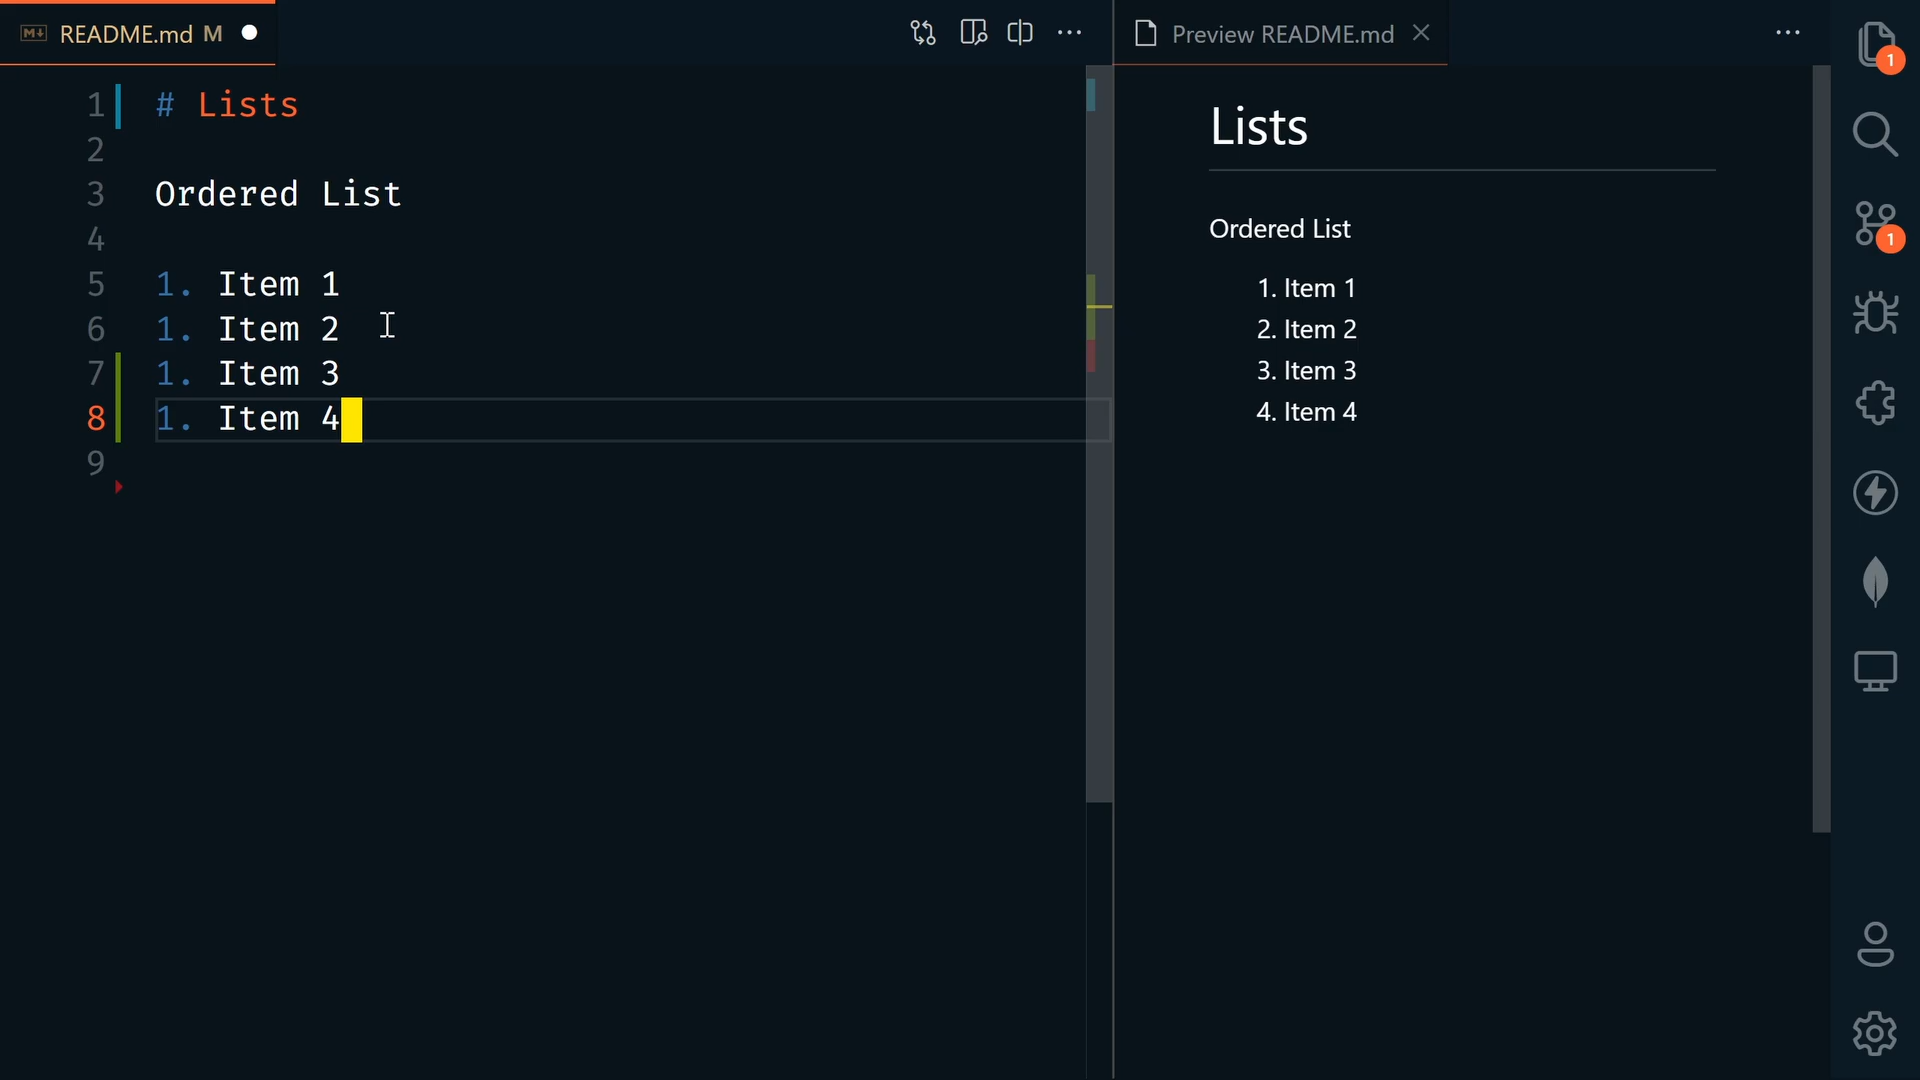 README.md M
Preview README.md
1 # Lists
2
3 Ordered List
4
5 1. Item 1
6 1. Item 2
7 1. Item 3
8 1. Item 4
9
Lists
Ordered List
1. Item 1
2. Item 2
3. Item 3
4. Item 4
1
1